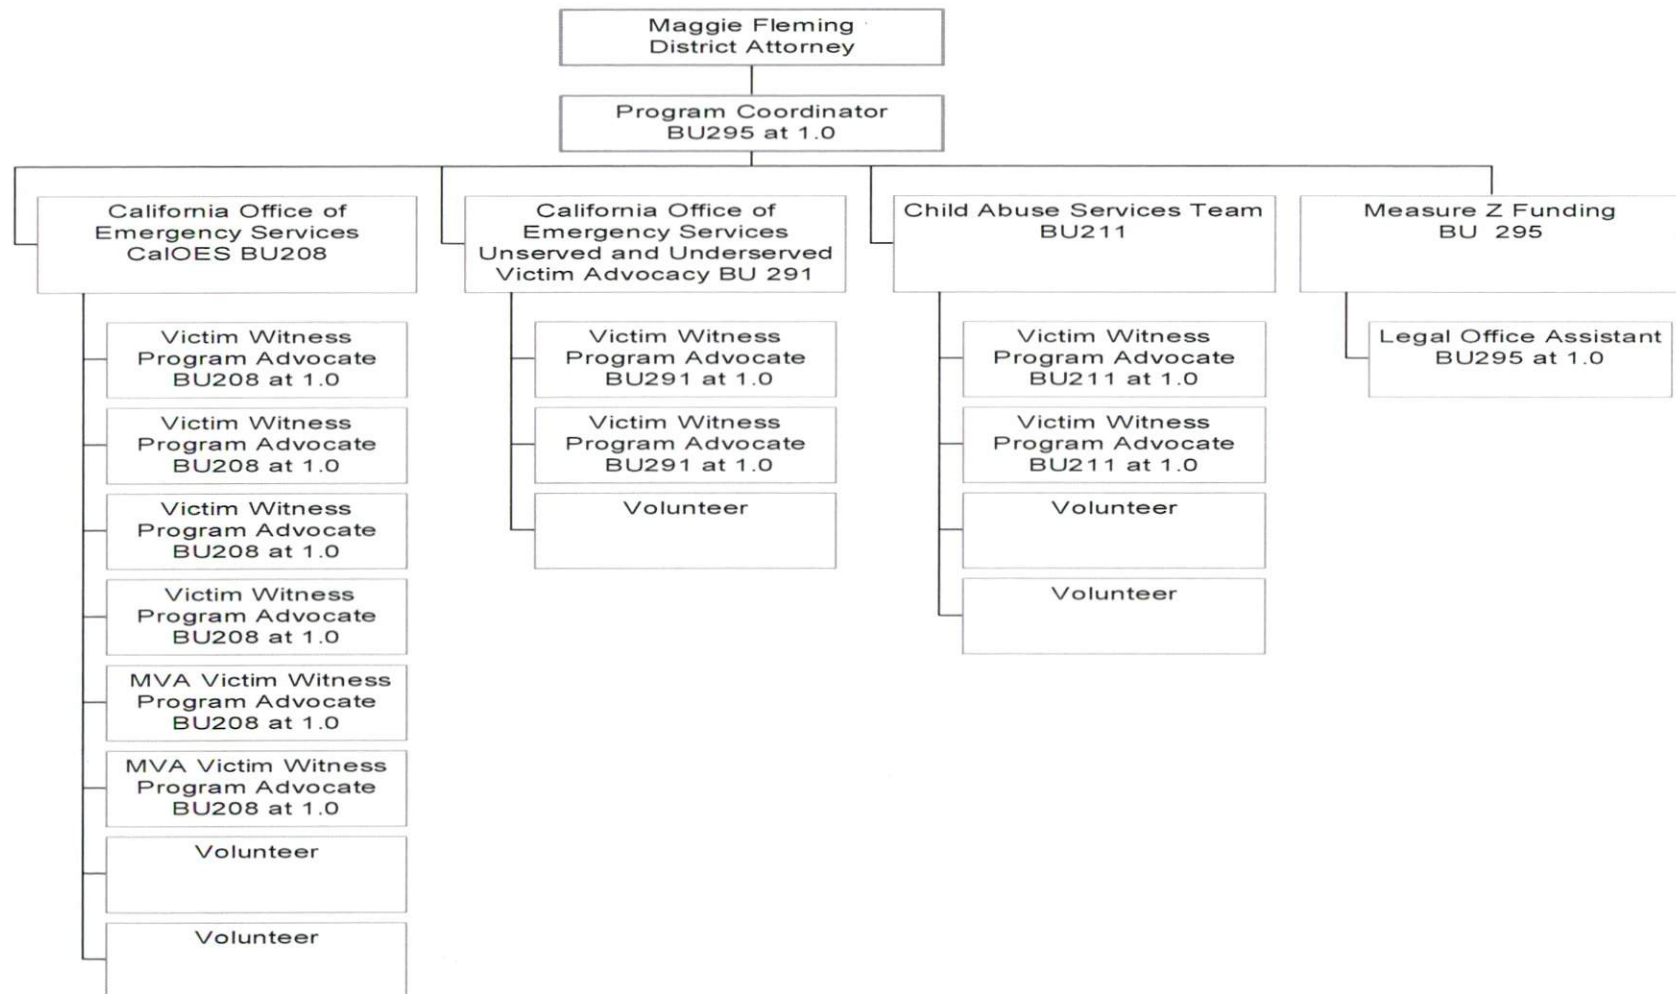 Maggie Fleming
District Attorney
Program Coordinator
BU295 at 1.0
California Office of
Emergency Services
CalOES BU208
Victim Witness
Program Advocate
BU208 at 1.0
Victim Witness
Program Advocate
BU208 at 1.0
Victim Witness
Program Advocate
BU208 at 1.0
Victim Witness
Program Advocate
BU208 at 1.0
MVA Victim Witness
Program Advocate
BU208 at 1.0
MVA Victim Witness
Program Advocate
BU208 at 1.0
Volunteer
Volunteer
California Office of
Emergency Services
Unserved and Underserved
Victim Advocacy BU 291
Victim Witness
Program Advocate
BU291 at 1.0
Victim Witness
Program Advocate
BU291 at 1.0
Volunteer
Child Abuse Services Team
BU211
Victim Witness
Program Advocate
BU211 at 1.0
Victim Witness
Program Advocate
BU211 at 1.0
Volunteer
Volunteer
Measure Z Funding
BU 295
Legal Office Assistant
BU295 at 1.0